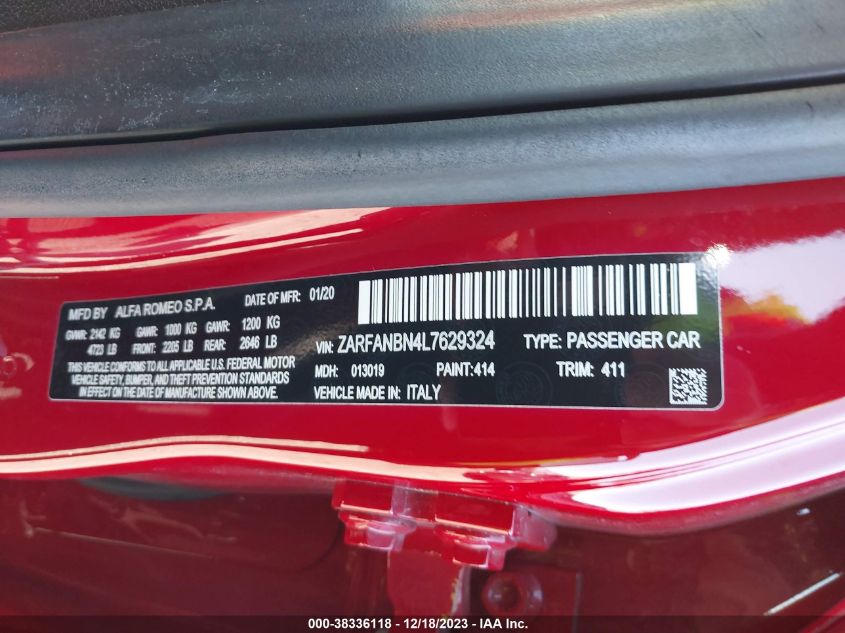 MFD BY ALFA ROMEO S.P.A. DATE OF MFR: 01/20
GVWR: 2142 KG GAWR: 1000 KG GAWR: 1200 KG
4723 LB FRONT: 2205 LB REAR: 2646 LB
THIS VEHICLE CONFORMS TO ALL APPLICABLE U.S. FEDERAL MOTOR
VEHICLE SAFETY, BUMPER, AND THEFT PREVENTION STANDARDS
IN EFFECT ON THE DATE OF MANUFACTURE SHOWN ABOVE.
VIN: ZARFANBN4L7629324 TYPE: PASSENGER CAR
MDH: 013019 PAINT:414 TRIM: 411
VEHICLE MADE IN: ITALY
000-38336118 - 12/18/2023 - IAA Inc.